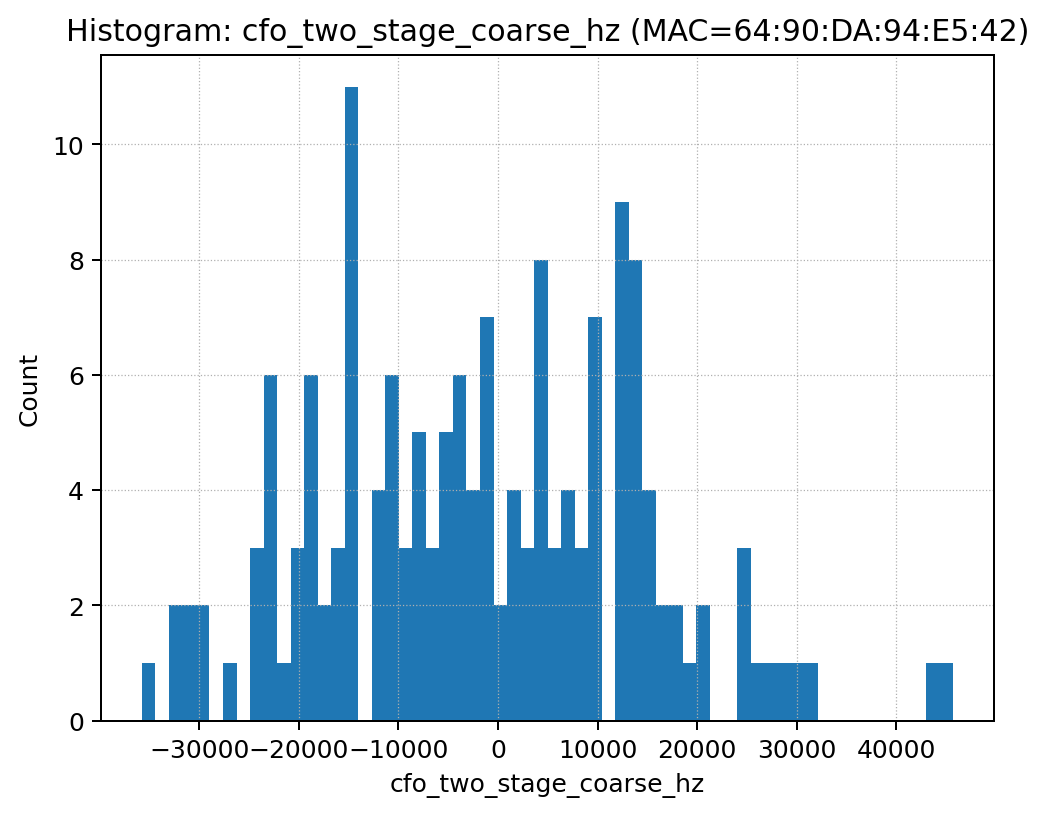 Histogram: cfo_two_stage_coarse_hz (MAC=64:90:DA:94:E5:42)
10
8
6
4
2
0
Count
−30000 −20000 −10000 0 10000 20000 30000 40000
cfo_two_stage_coarse_hz